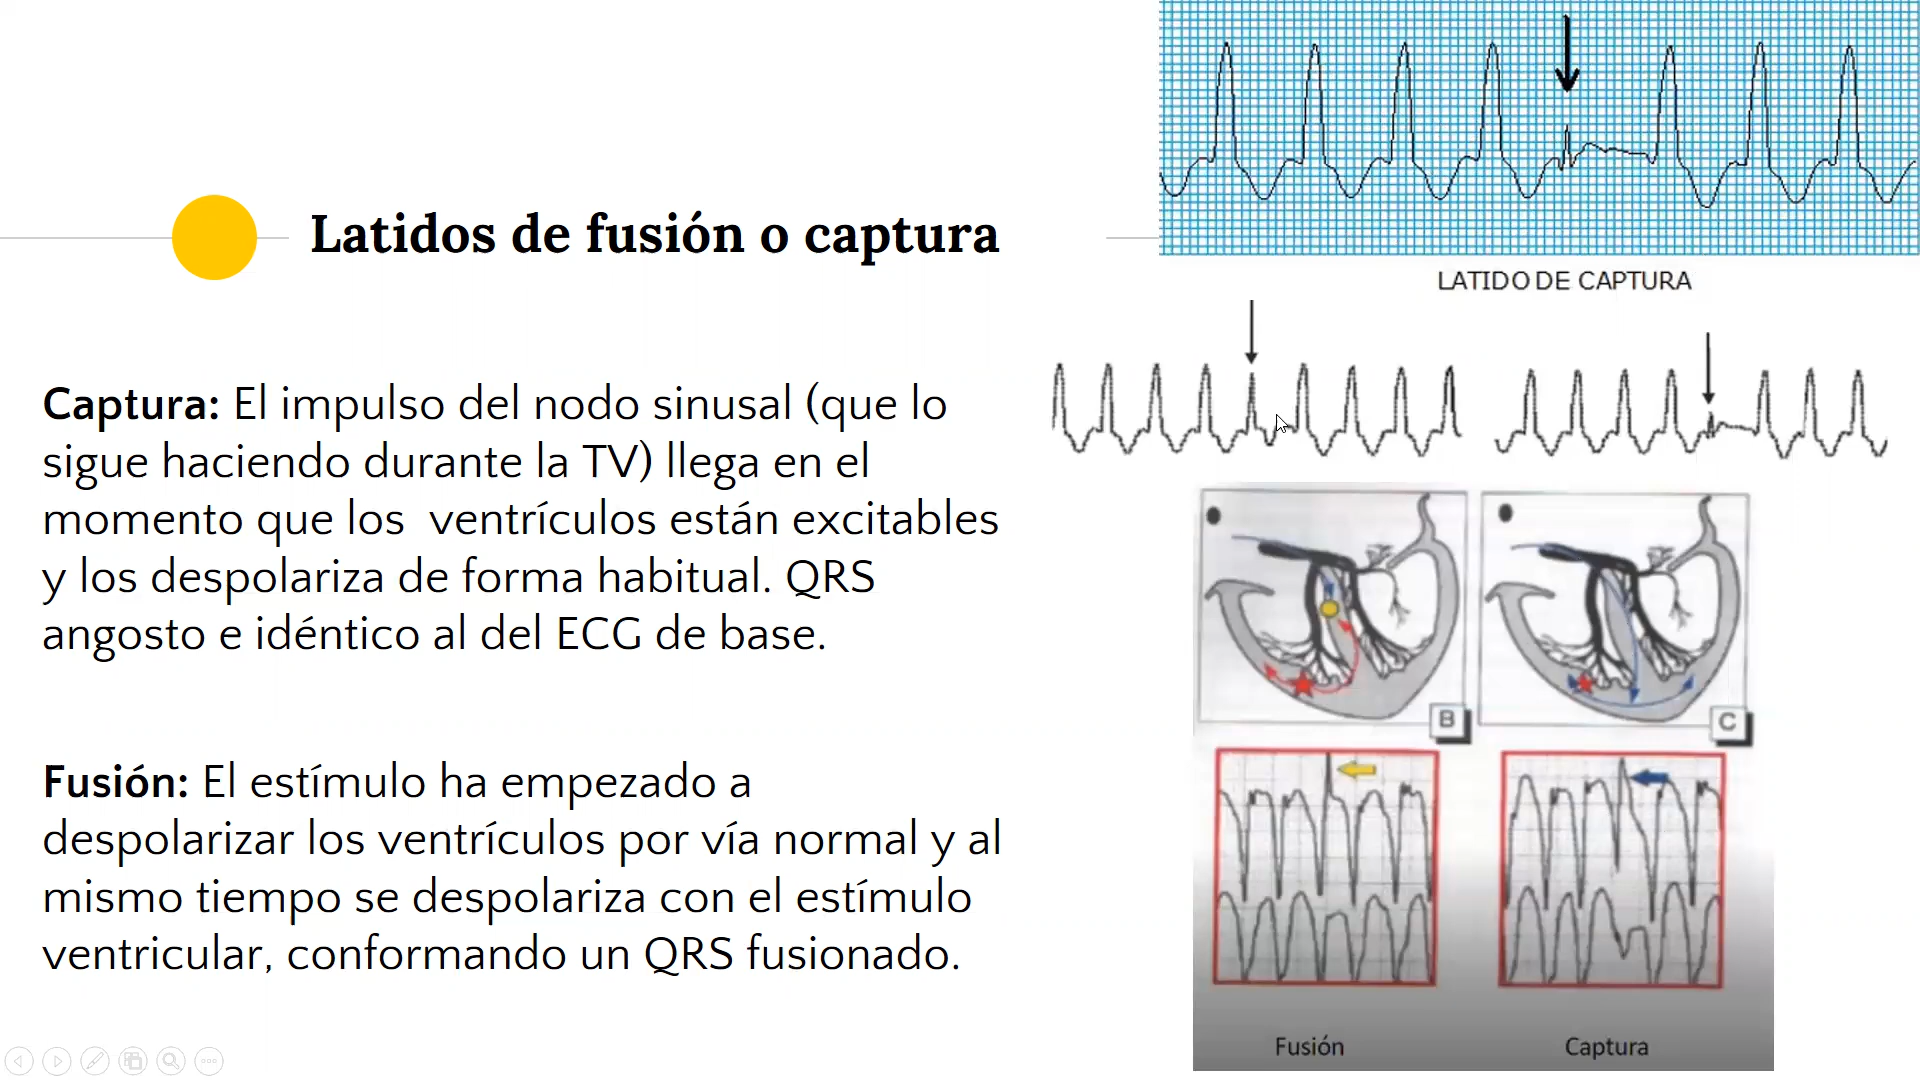 Latidos de fusión o captura
Captura: El impulso del nodo sinusal (que lo
sigue haciendo durante la TV) llega en el
momento que los ventrículos están excitables
y los despolariza de forma habitual. QRS
angosto e idéntico al del ECG de base.
Fusión: El estímulo ha empezado a
despolarizar los ventrículos por vía normal y al
mismo tiempo se despolariza con el estímulo
ventricular, conformando un QRS fusionado.
LATIDO DE CAPTURA
B
C
Fusión
Captura